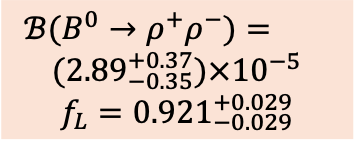 ℬ(B⁰ → ρ⁺ρ⁻) =
(2.89⁺⁰·³⁷₋₀.₃₅)×10⁻⁵
f_L = 0.921⁺⁰·⁰²⁹₋₀.₀₂₉